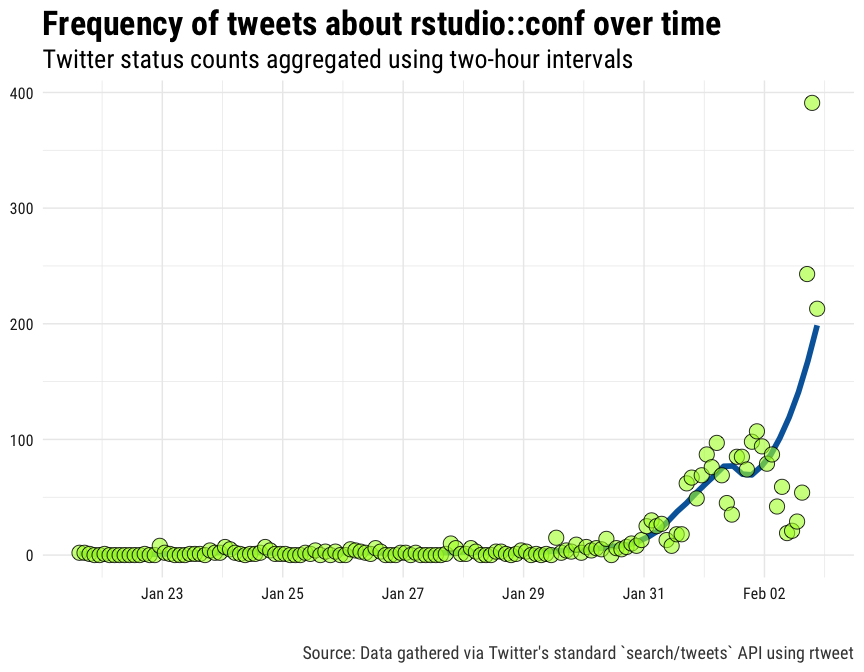 Frequency of tweets about rstudio::conf over time
Twitter status counts aggregated using two-hour intervals
400
300
200
100
0
Jan 23 Jan 25 Jan 27 Jan 29 Jan 31 Feb 02
Source: Data gathered via Twitter's standard `search/tweets` API using rtweet